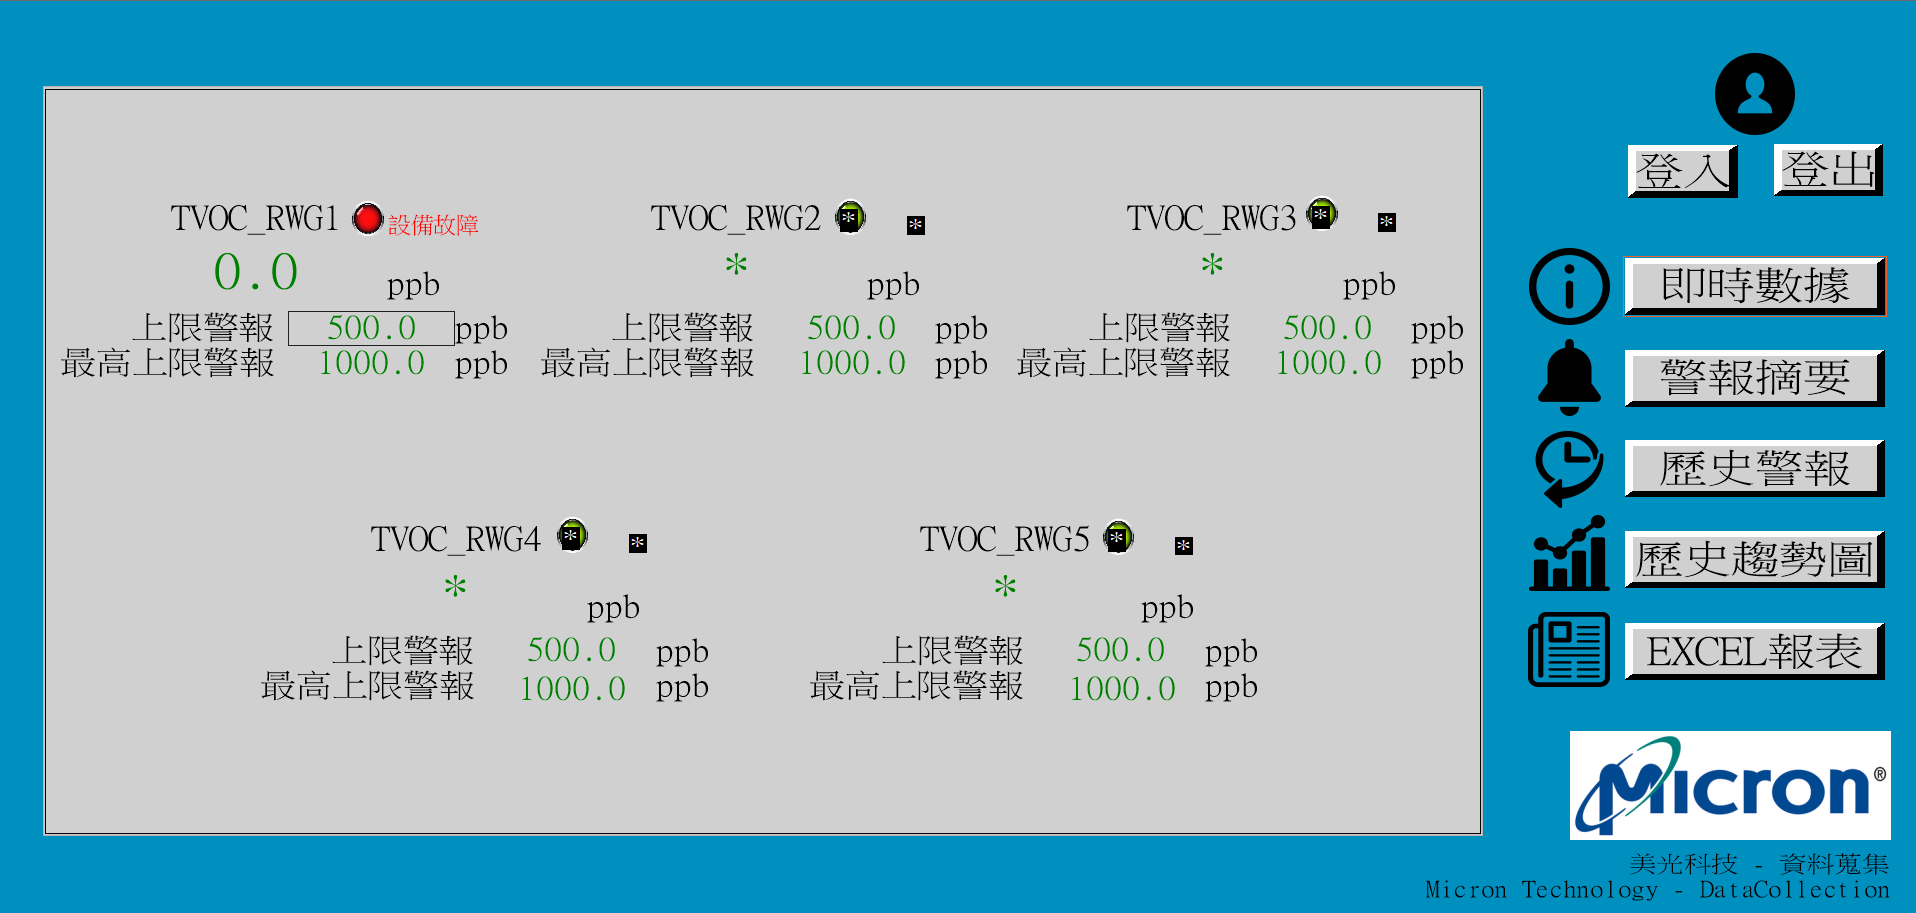 登入 登出
TVOC_RWG1 設備故障
0.0 ppb
上限警報 500.0 ppb
最高上限警報 1000.0 ppb
TVOC_RWG2 * *
* ppb
上限警報 500.0 ppb
最高上限警報 1000.0 ppb
TVOC_RWG3 * *
* ppb
上限警報 500.0 ppb
最高上限警報 1000.0 ppb
TVOC_RWG4 * *
* ppb
上限警報 500.0 ppb
最高上限警報 1000.0 ppb
TVOC_RWG5 * *
* ppb
上限警報 500.0 ppb
最高上限警報 1000.0 ppb
即時數據
警報摘要
歷史警報
歷史趨勢圖
EXCEL報表
Micron®
美光科技 - 資料蒐集
Micron Technology - DataCollection